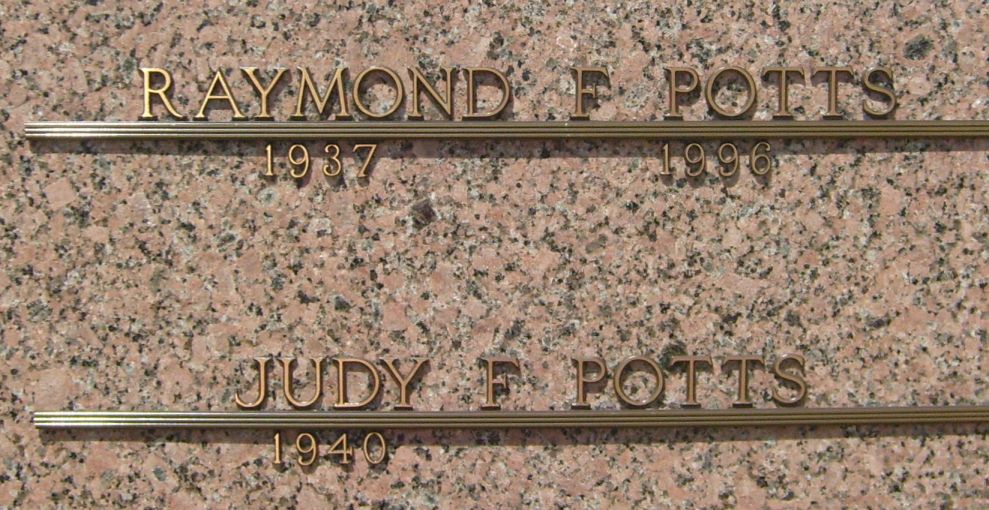 RAYMOND F POTTS
1937 1996
JUDY F POTTS
1940